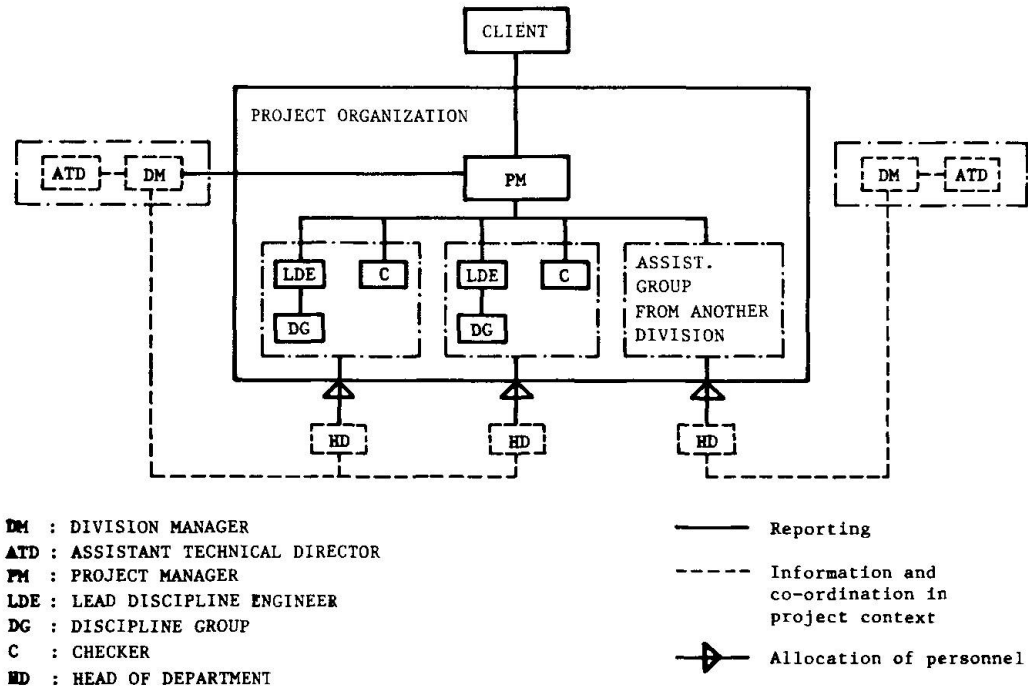 CLIENT
PROJECT ORGANIZATION
ATD
DM
PM
DM
ATD
LDE
C
LDE
C
DG
DG
ASSIST.
GROUP
FROM ANOTHER
DIVISION
HD
HD
HD
DM : DIVISION MANAGER
ATD : ASSISTANT TECHNICAL DIRECTOR
PM : PROJECT MANAGER
LDE : LEAD DISCIPLINE ENGINEER
DG : DISCIPLINE GROUP
C : CHECKER
HD : HEAD OF DEPARTMENT
Reporting
Information and
co-ordination in
project context
Allocation of personnel